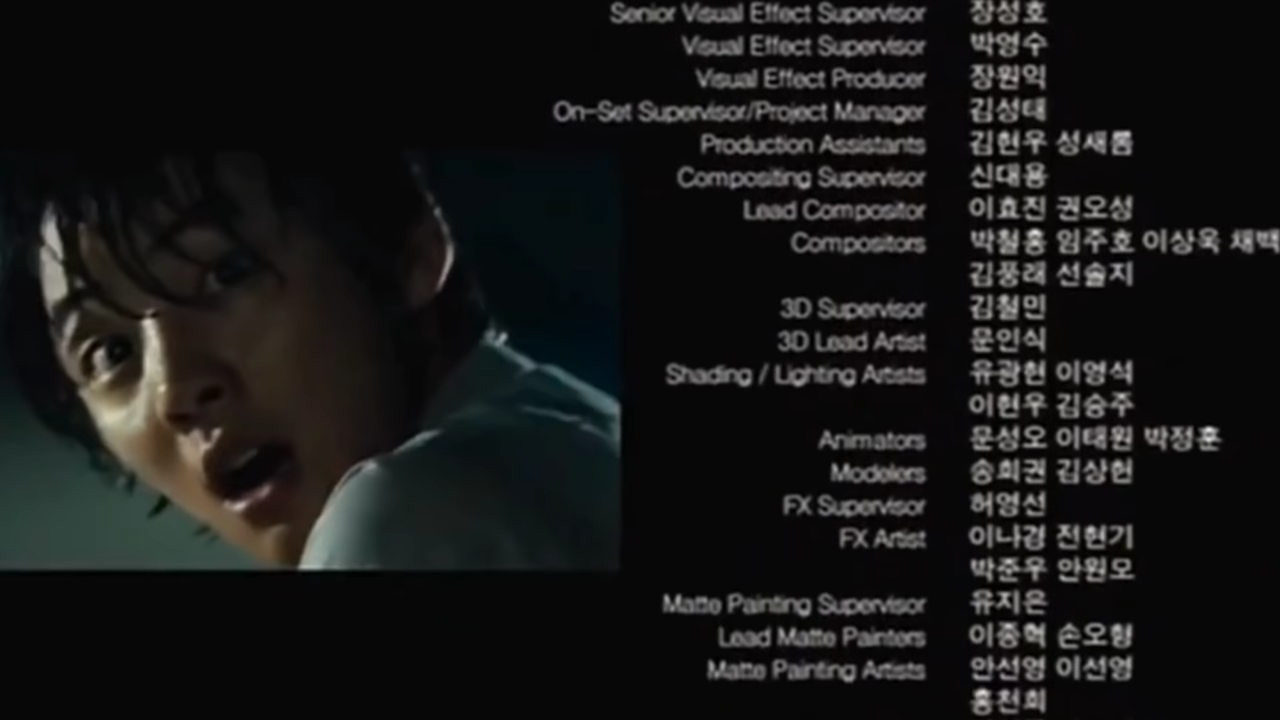 Senior Visual Effect Supervisor 장성호
Visual Effect Supervisor 박영수
Visual Effect Producer 장원익
On-Set Supervisor/Project Manager 김성태
Production Assistants 김현우 성새롬
Compositing Supervisor 신대용
Lead Compositor 이효진 권오성
Compositors 박철홍 임주호 이상욱 채백
김풍래 선솔지
3D Supervisor 김철민
3D Lead Artist 문인식
Shading / Lighting Artists 유광현 이영석
이현우 김승주
Animators 문성오 이태원 박정훈
Modelers 송희권 김상헌
FX Supervisor 허영선
FX Artist 이나경 전현기
박준우 안원모
Matte Painting Supervisor 유지은
Lead Matte Painters 이종혁 손오형
Matte Painting Artists 안선영 이선영
홍천희